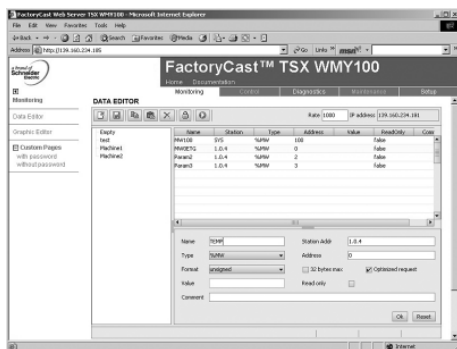 FactoryCast Web Server TSX WMY100 - Microsoft Internet Explorer
File Edit View Favorites Tools Help
Back Search Favorites Media
Address http://139.160.234.185 Go Links msn
a brand of
Schneider
Electric
FactoryCast™ TSX WMY100
Home Documentation
Monitoring Control Diagnostics Maintenance Setup
Monitoring
Data Editor
Graphic Editor
Custom Pages
with password
without password
DATA EDITOR
Rate 1000 IP address 139.160.234.181
Empty
test
Machine1
Machine2
Name Station Type Address Value ReadOnly
MW100 SYS %MW 100 false
MW0ETG 1.0.4 %MW 0 false
Param2 1.0.4 %MW 2 false
Param3 1.0.4 %MW 3 false
Name TEMP Station Addr 1.0.4
Type %MW Address 0
Format unsigned 32 bytes max Optimized request
Value Read only
Comment
Ok Reset
Internet